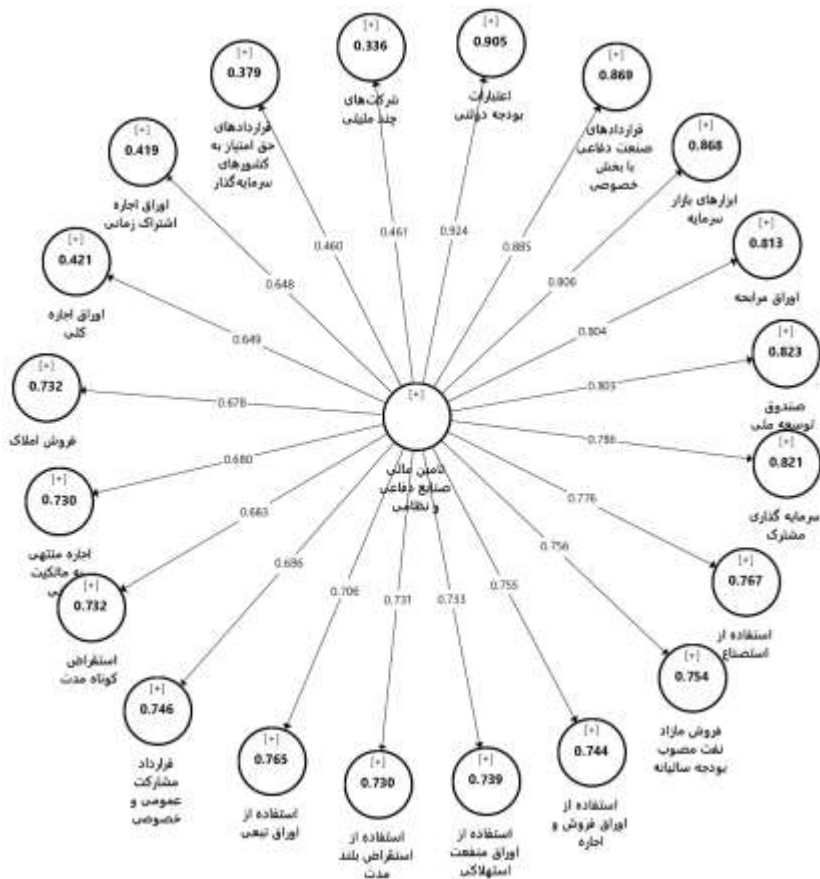 [+]
0.905
اعتبارات
بودجه دولتی
[+]
0.869
قراردادهای
صنعت دفاعی
با بخش
خصوصی
[+]
0.868
ابزارهای بازار
سرمایه
[+]
0.813
اوراق مرابحه
[+]
0.823
صندوق
توسعه ملی
[+]
0.821
سرمایه گذاری
مشترک
[+]
0.767
استفاده از
استصناع
[+]
0.754
فروش مازاد
نفت مصوب
بودجه سالیانه
[+]
0.744
استفاده از
اوراق فروش و
اجاره
[+]
0.739
استفاده از
اوراق منفعت
استهلاکی
[+]
0.730
استفاده از
استقراض بلند
مدت
[+]
0.765
استفاده از
اوراق تبعی
[+]
0.746
قرارداد
مشارکت
عمومی و
خصوصی
[+]
0.732
استقراض
کوتاه مدت
[+]
0.730
اجاره منتهی
به مالکیت
[+]
0.732
فروش املاک
[+]
0.421
اوراق اجاره
کلی
[+]
0.419
اوراق اجاره
اشتراک زمانی
[+]
0.379
قراردادهای
حق امتیاز به
کشورهای
سرمایه‌گذار
[+]
0.336
شرکت‌های
چند ملیتی
[+]
تامین مالی
صنایع دفاعی
و نظامی
0.924
0.885
0.806
0.804
0.803
0.786
0.776
0.756
0.755
0.733
0.731
0.706
0.696
0.663
0.680
0.678
0.649
0.648
0.460
0.461